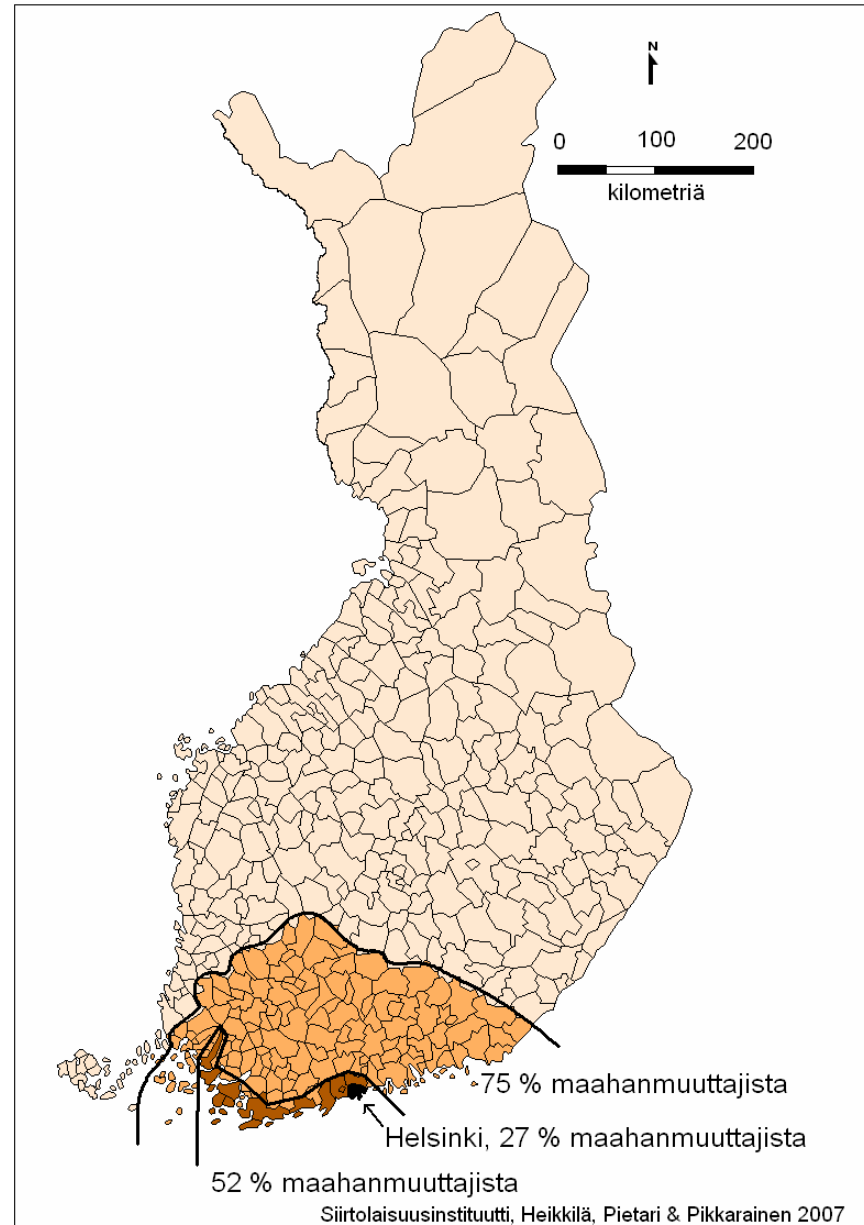 N
0 100 200
kilometriä
75 % maahanmuuttajista
Helsinki, 27 % maahanmuuttajista
52 % maahanmuuttajista
Siirtolaisuusinstituutti, Heikkilä, Pietari & Pikkarainen 2007